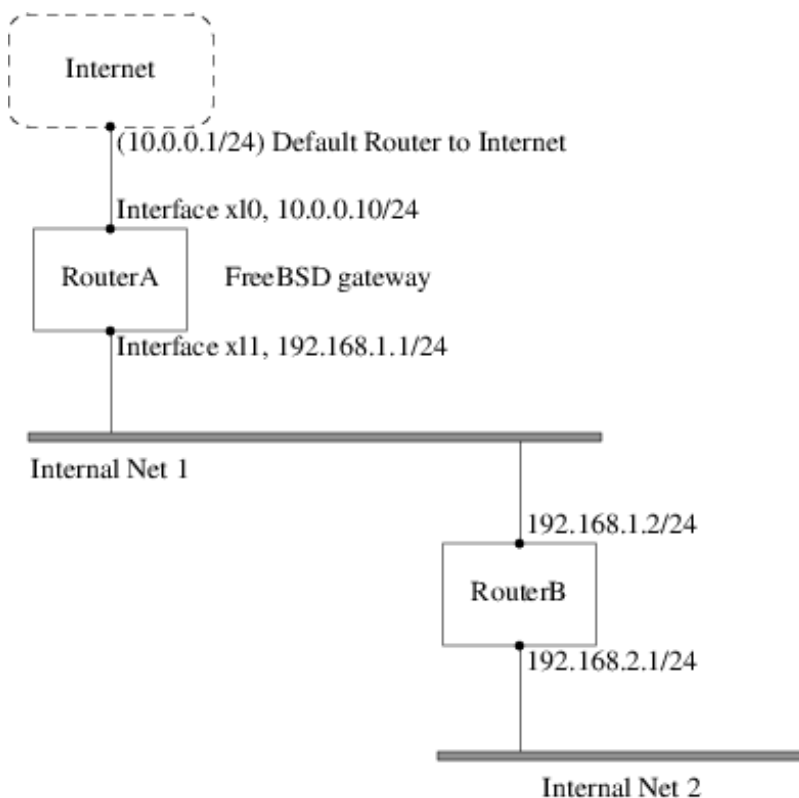 Internet
(10.0.0.1/24) Default Router to Internet
Interface xl0, 10.0.0.10/24
RouterA
FreeBSD gateway
Interface xl1, 192.168.1.1/24
Internal Net 1
192.168.1.2/24
RouterB
192.168.2.1/24
Internal Net 2